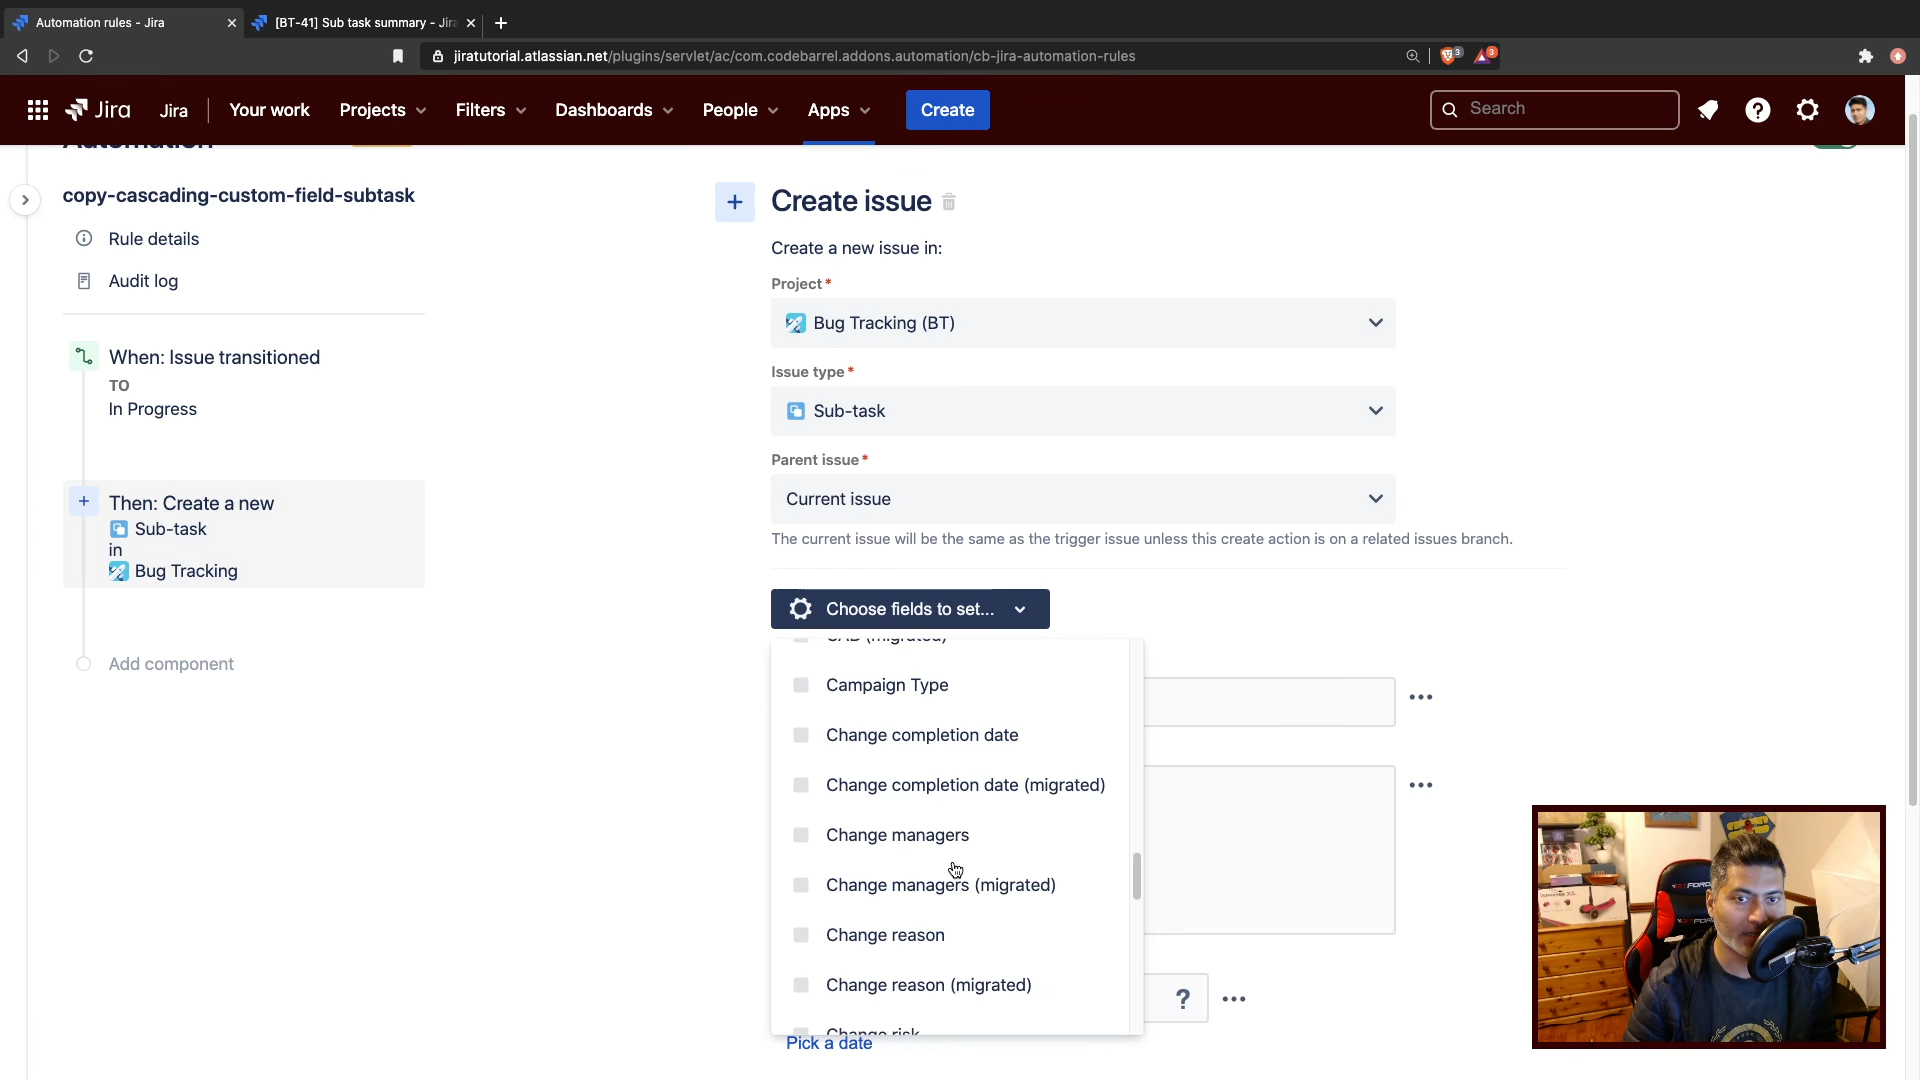 Automation rules - Jira
[BT-41] Sub task summary - Jira
jiratutorial.atlassian.net/plugins/servlet/ac/com.codebarrel.addons.automation/cb-jira-automation-rules
3
3
Jira
Jira
Your work
Projects
Filters
Dashboards
People
Apps
Create
Search
Automation
copy-cascading-custom-field-subtask
Rule details
Audit log
When: Issue transitioned
TO
In Progress
Then: Create a new
Sub-task
in
Bug Tracking
Add component
Create issue
Create a new issue in:
Project *
Bug Tracking (BT)
Issue type *
Sub-task
Parent issue *
Current issue
The current issue will be the same as the trigger issue unless this create action is on a related issues branch.
Choose fields to set...
CAB (migrated)
Campaign Type
Change completion date
Change completion date (migrated)
Change managers
Change managers (migrated)
Change reason
Change reason (migrated)
Change risk
?
Pick a date